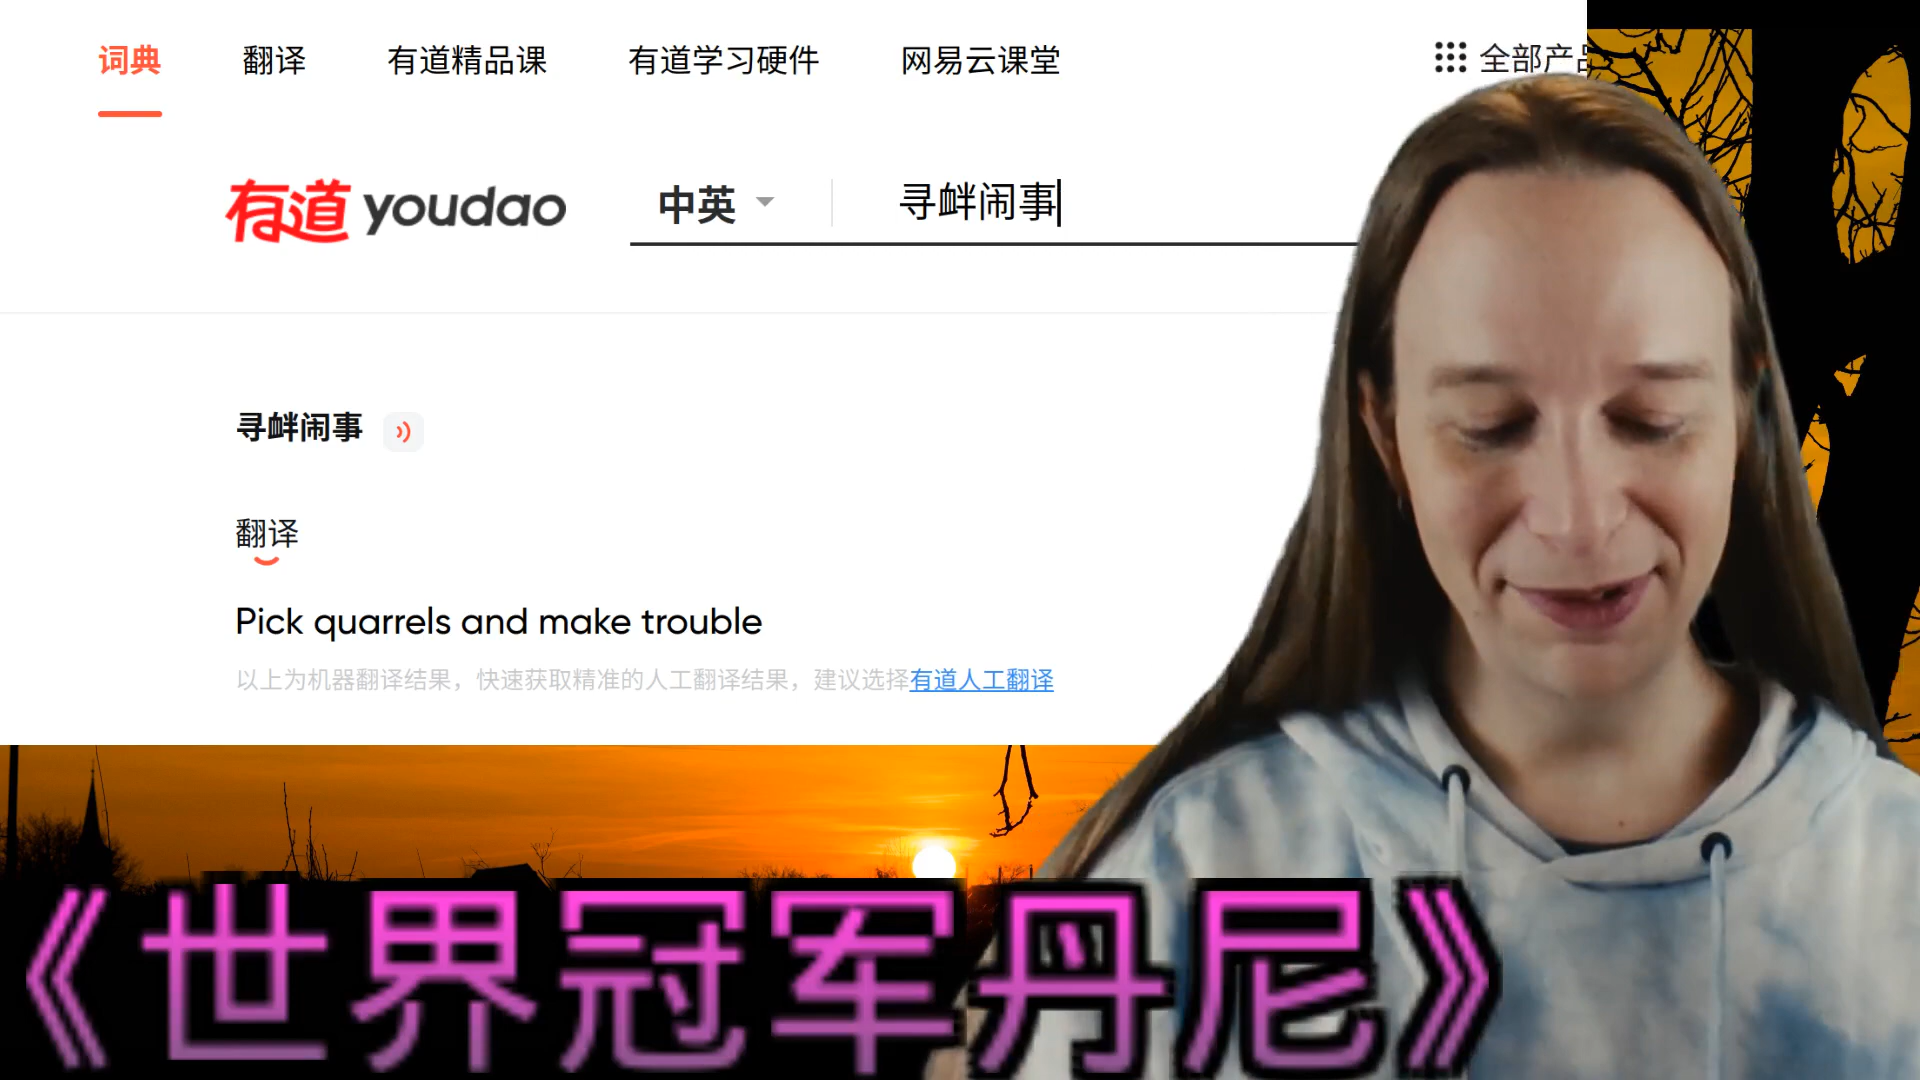 词典 翻译 有道精品课 有道学习硬件 网易云课堂 全部产品
有道 youdao 中英 寻衅闹事
寻衅闹事
翻译
Pick quarrels and make trouble
以上为机器翻译结果，快速获取精准的人工翻译结果，建议选择有道人工翻译
《世界冠军丹尼》